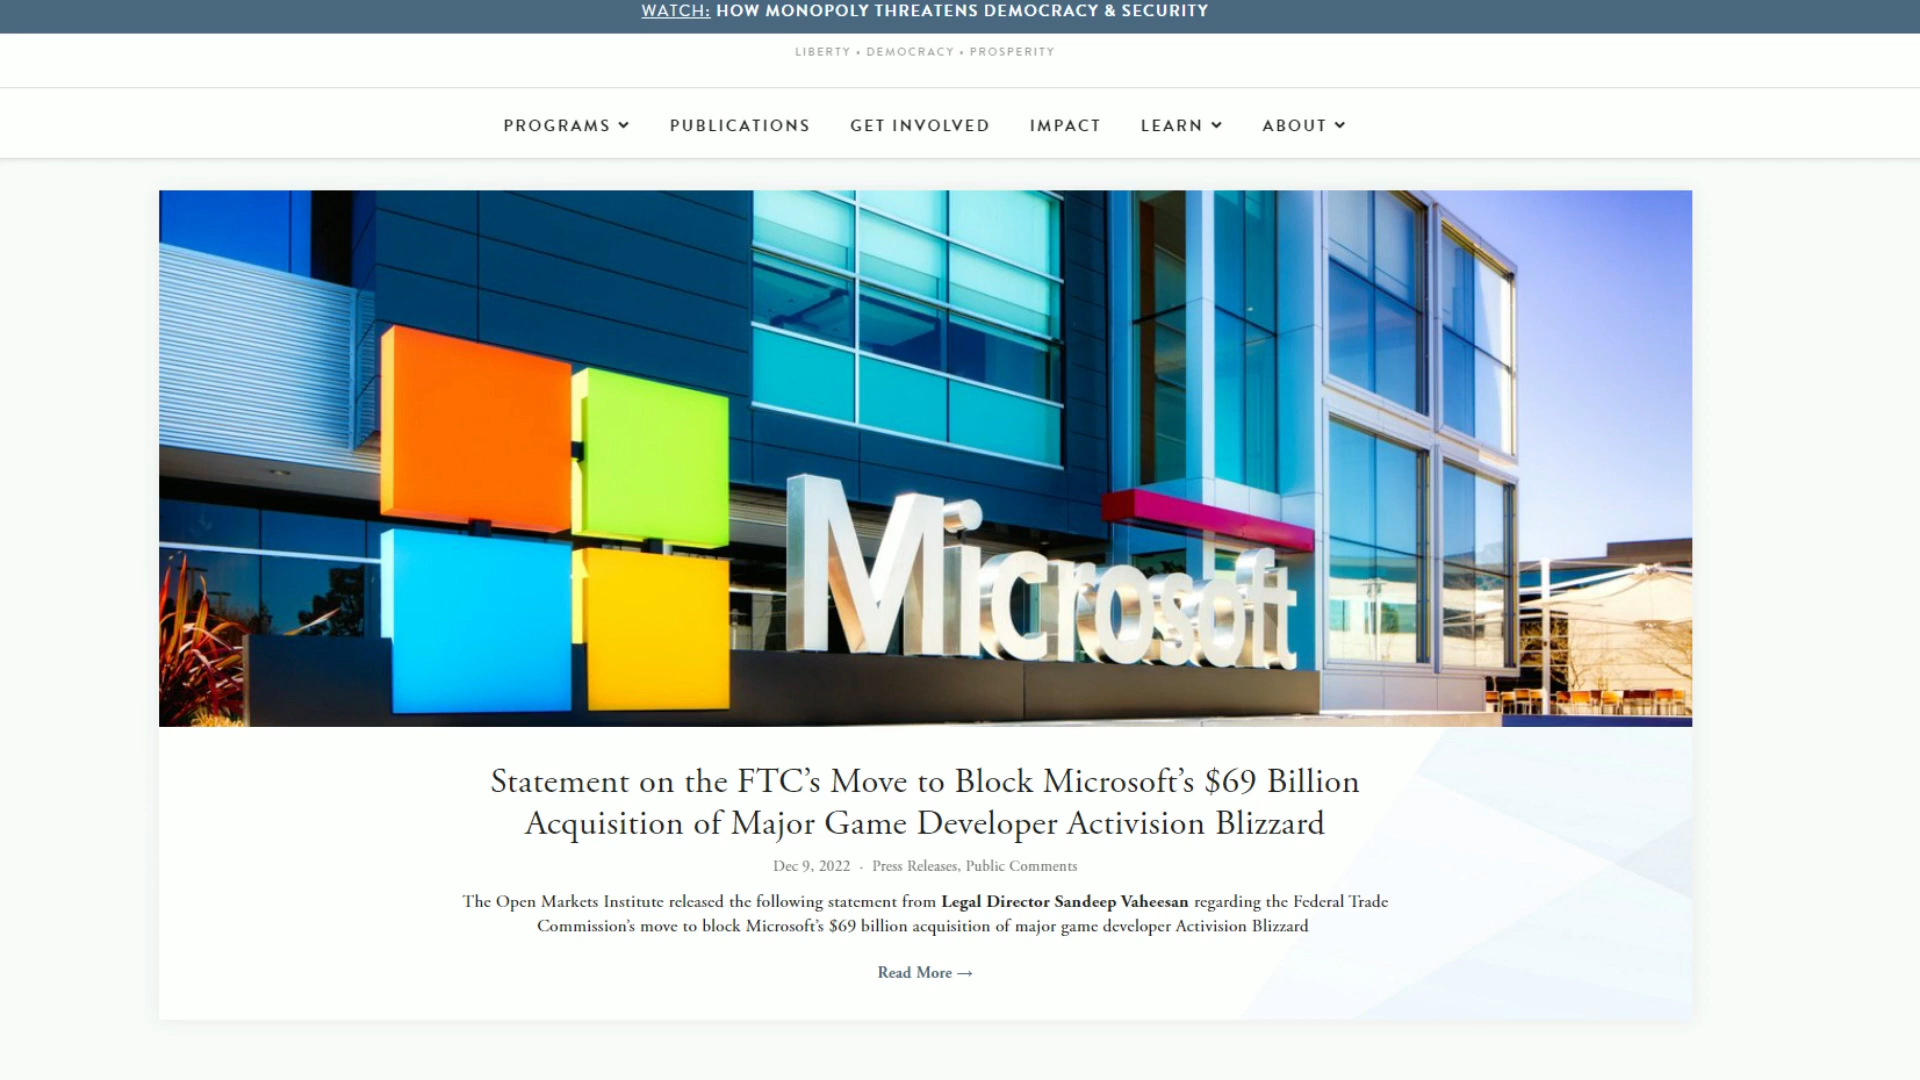 WATCH: HOW MONOPOLY THREATENS DEMOCRACY & SECURITY
LIBERTY • DEMOCRACY • PROSPERITY
PROGRAMS PUBLICATIONS GET INVOLVED IMPACT LEARN ABOUT
Microsoft
Statement on the FTC’s Move to Block Microsoft’s $69 Billion
Acquisition of Major Game Developer Activision Blizzard
Dec 9, 2022 · Press Releases, Public Comments
The Open Markets Institute released the following statement from Legal Director Sandeep Vaheesan regarding the Federal Trade
Commission’s move to block Microsoft’s $69 billion acquisition of major game developer Activision Blizzard
Read More →